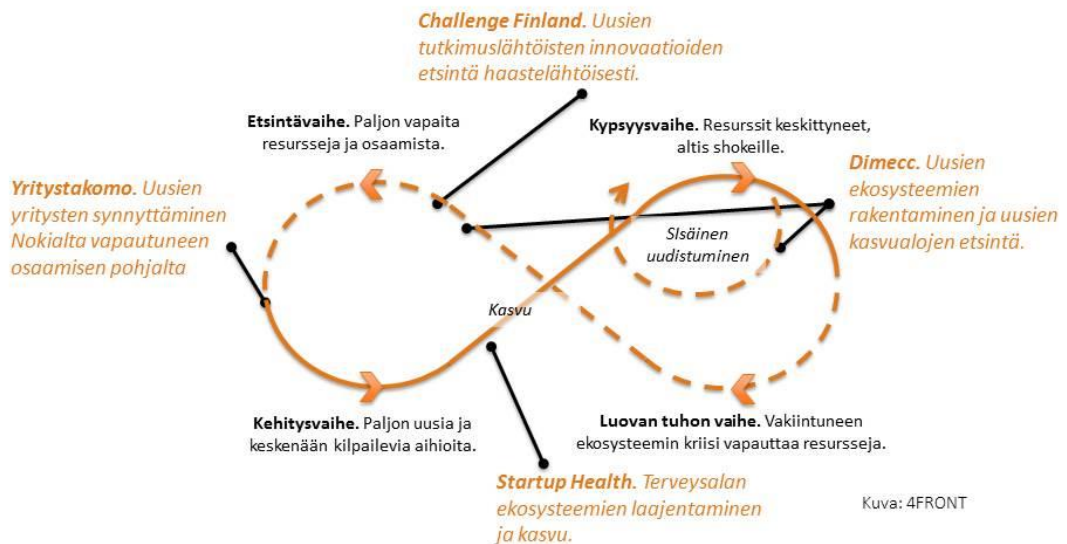 Challenge Finland. Uusien
tutkimuslähtöisten innovaatioiden
etsintä haastelähtöisesti.
Etsintävaihe. Paljon vapaita
resursseja ja osaamista.
Kypsyysvaihe. Resurssit keskittyneet,
altis shokeille.
Yritystakomo. Uusien
yritysten synnyttäminen
Nokialta vapautuneen
osaamisen pohjalta
Dimecc. Uusien
ekosysteemien
rakentaminen ja uusien
kasvualojen etsintä.
SIsäinen
uudistuminen
Kasvu
Kehitysvaihe. Paljon uusia ja
keskenään kilpailevia aihioita.
Luovan tuhon vaihe. Vakiintuneen
ekosysteemin kriisi vapauttaa resursseja.
Startup Health. Terveysalan
ekosysteemien laajentaminen
ja kasvu.
Kuva: 4FRONT